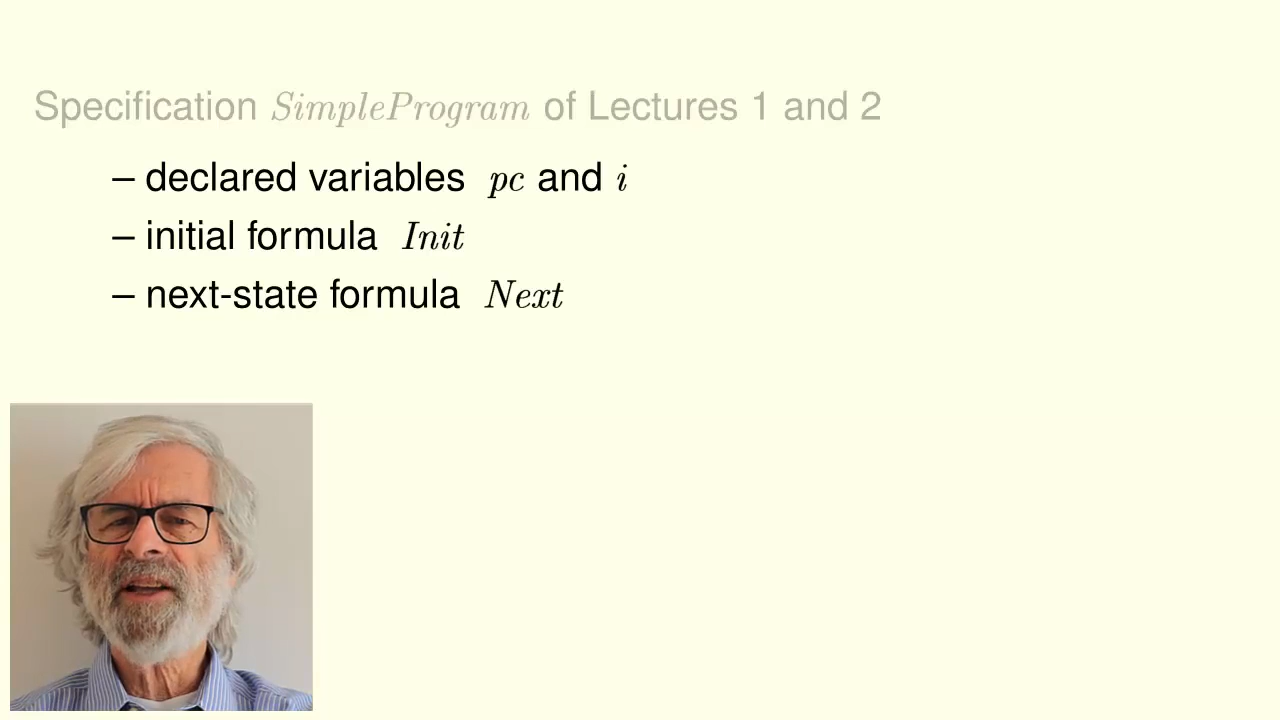 Specification SimpleProgram of Lectures 1 and 2
– declared variables pc and i
– initial formula Init
– next-state formula Next